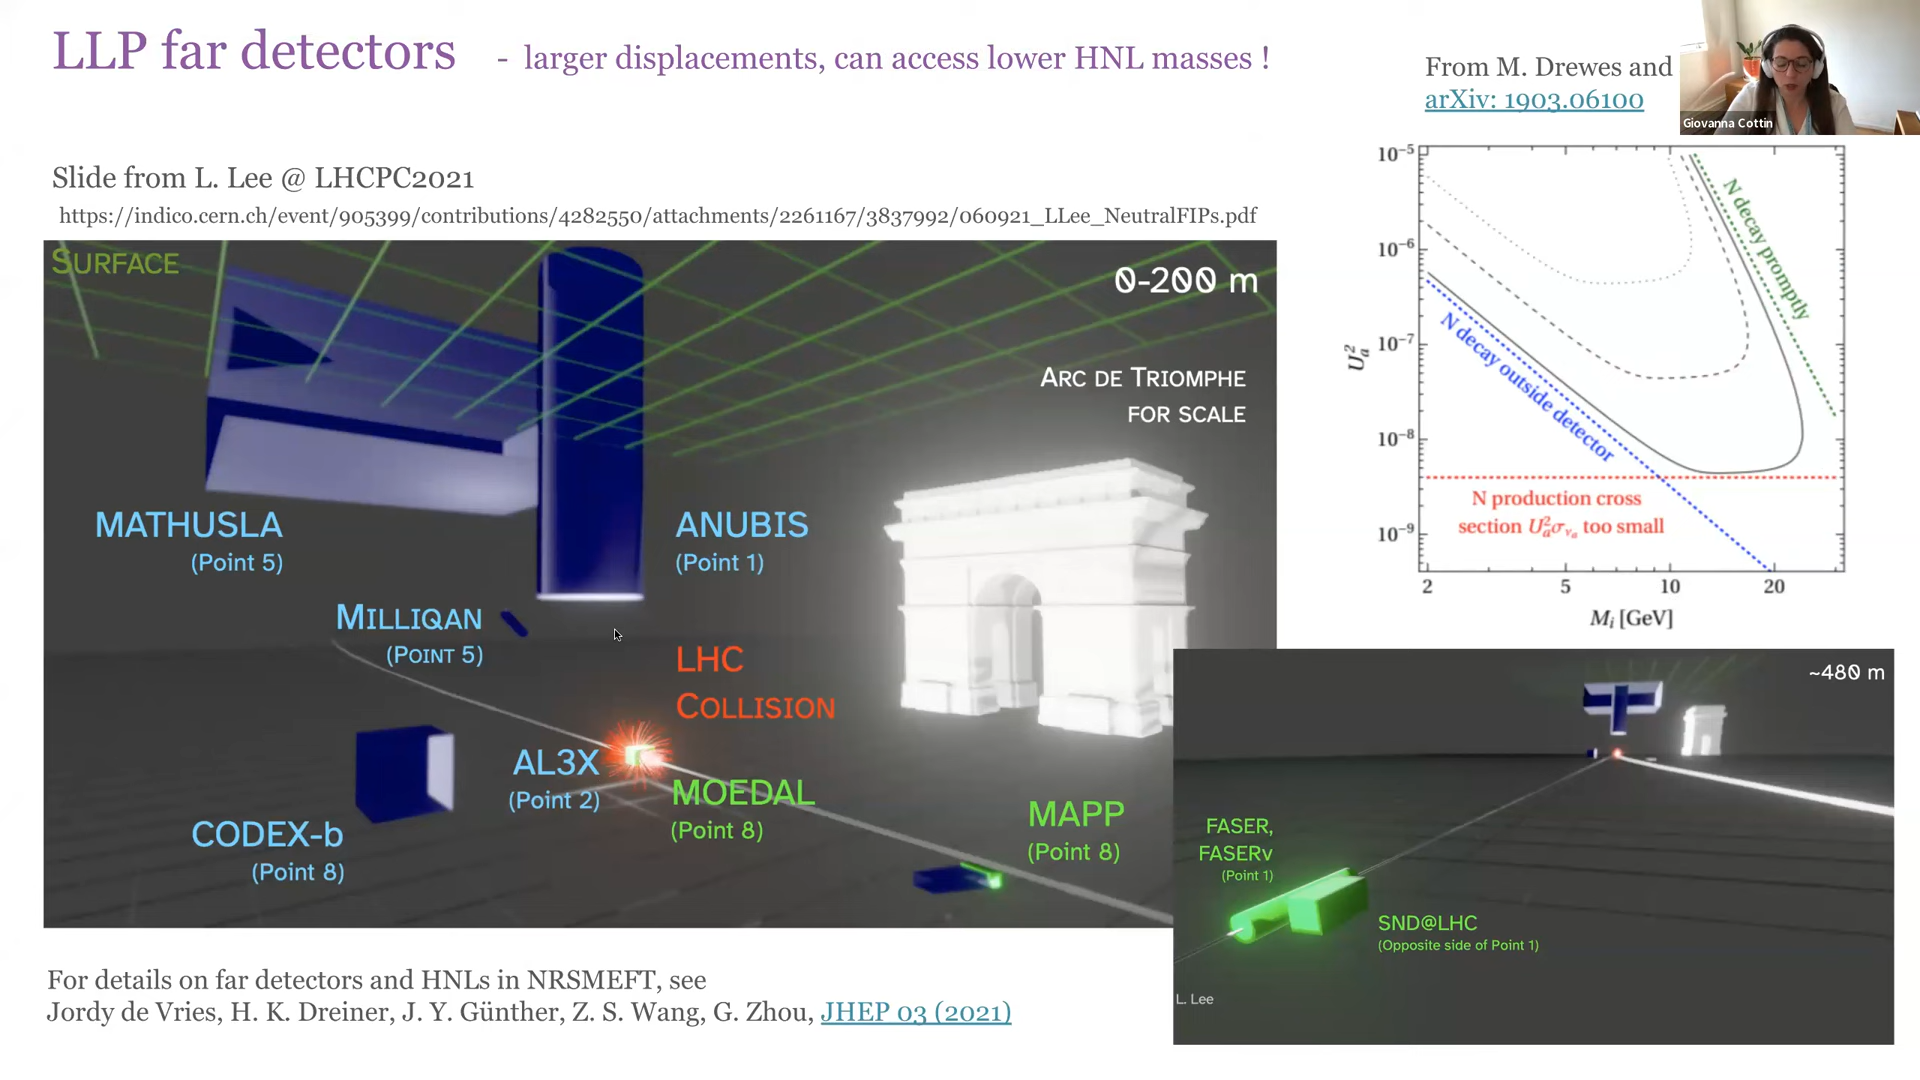 LLP far detectors - larger displacements, can access lower HNL masses !
From M. Drewes and
arXiv: 1903.06100
Giovanna Cottin
Slide from L. Lee @ LHCPC2021
https://indico.cern.ch/event/905399/contributions/4282550/attachments/2261167/3837992/060921_LLee_NeutralFIPs.pdf
SURFACE
0-200 m
ARC DE TRIOMPHE
FOR SCALE
MATHUSLA
(Point 5)
ANUBIS
(Point 1)
MILLIQAN
(POINT 5)
LHC
COLLISION
AL3X
(Point 2)
MOEDAL
(Point 8)
CODEX-b
(Point 8)
MAPP
(Point 8)
10⁻⁵
10⁻⁶
10⁻⁷
10⁻⁸
10⁻⁹
U²ₐ
N decay promptly
N decay outside detector
N production cross
section U²ₐσ_νₐ too small
2 5 10 20
Mᵢ [GeV]
~480 m
FASER,
FASERν
(Point 1)
SND@LHC
(Opposite side of Point 1)
L. Lee
For details on far detectors and HNLs in NRSMEFT, see
Jordy de Vries, H. K. Dreiner, J. Y. Günther, Z. S. Wang, G. Zhou, JHEP 03 (2021)